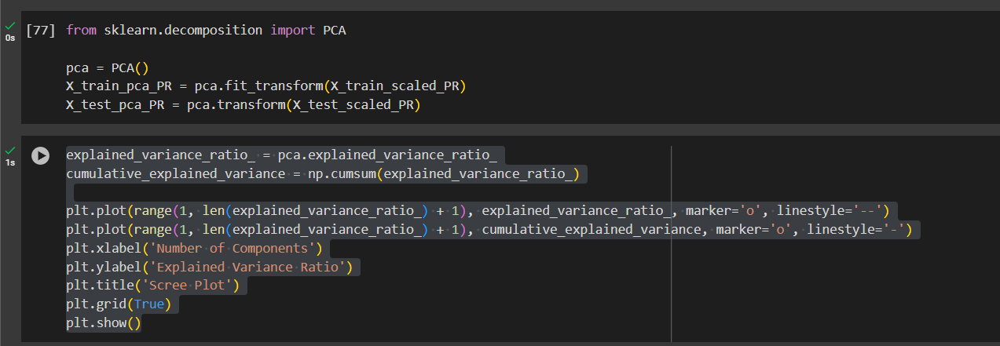 [77] from sklearn.decomposition import PCA
0s
pca = PCA()
X_train_pca_PR = pca.fit_transform(X_train_scaled_PR)
X_test_pca_PR = pca.transform(X_test_scaled_PR)
1s
explained_variance_ratio_ = pca.explained_variance_ratio_
cumulative_explained_variance = np.cumsum(explained_variance_ratio_)
plt.plot(range(1, len(explained_variance_ratio_) + 1), explained_variance_ratio_, marker='o', linestyle='--')
plt.plot(range(1, len(explained_variance_ratio_) + 1), cumulative_explained_variance, marker='o', linestyle='-')
plt.xlabel('Number of Components')
plt.ylabel('Explained Variance Ratio')
plt.title('Scree Plot')
plt.grid(True)
plt.show()